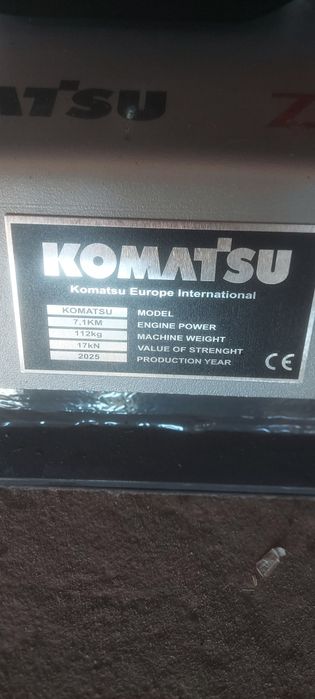 ATSU
KOMATSU
Komatsu Europe International
KOMATSU MODEL
7,1KM ENGINE POWER
112kg MACHINE WEIGHT
17kN VALUE OF STRENGHT
2025 PRODUCTION YEAR
CE